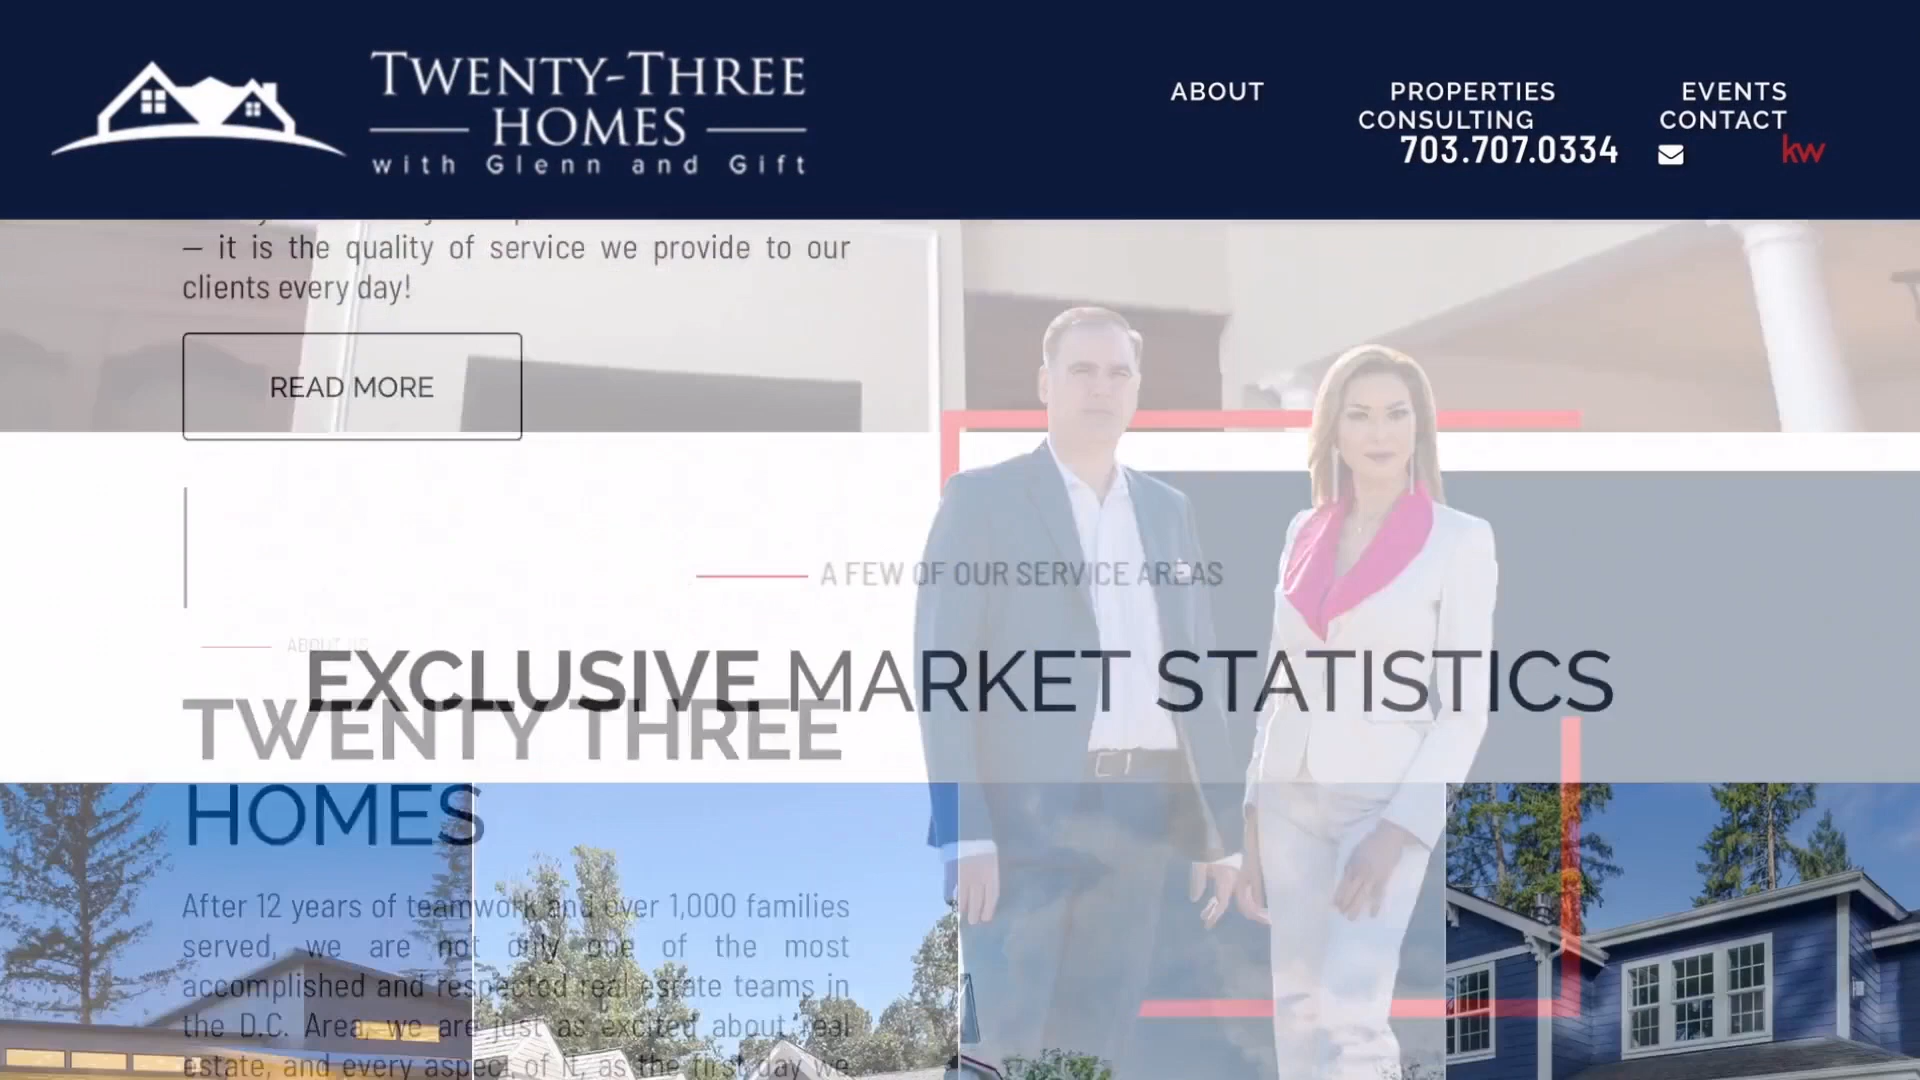 TWENTY-THREE
HOMES
with Glenn and Gift
ABOUT
PROPERTIES
EVENTS
CONSULTING
CONTACT
703.707.0334
kw
– it is the quality of service we provide to our
clients every day!
READ MORE
A FEW OF OUR SERVICE AREAS
ABOUT US
EXCLUSIVE MARKET STATISTICS
TWENTY THREE
HOMES
After 12 years of teamwork and over 1,000 families
served, we are not only one of the most
accomplished and respected real estate teams in
the D.C. Area, we are just as excited about real
estate, and every aspect of it, as the first day we